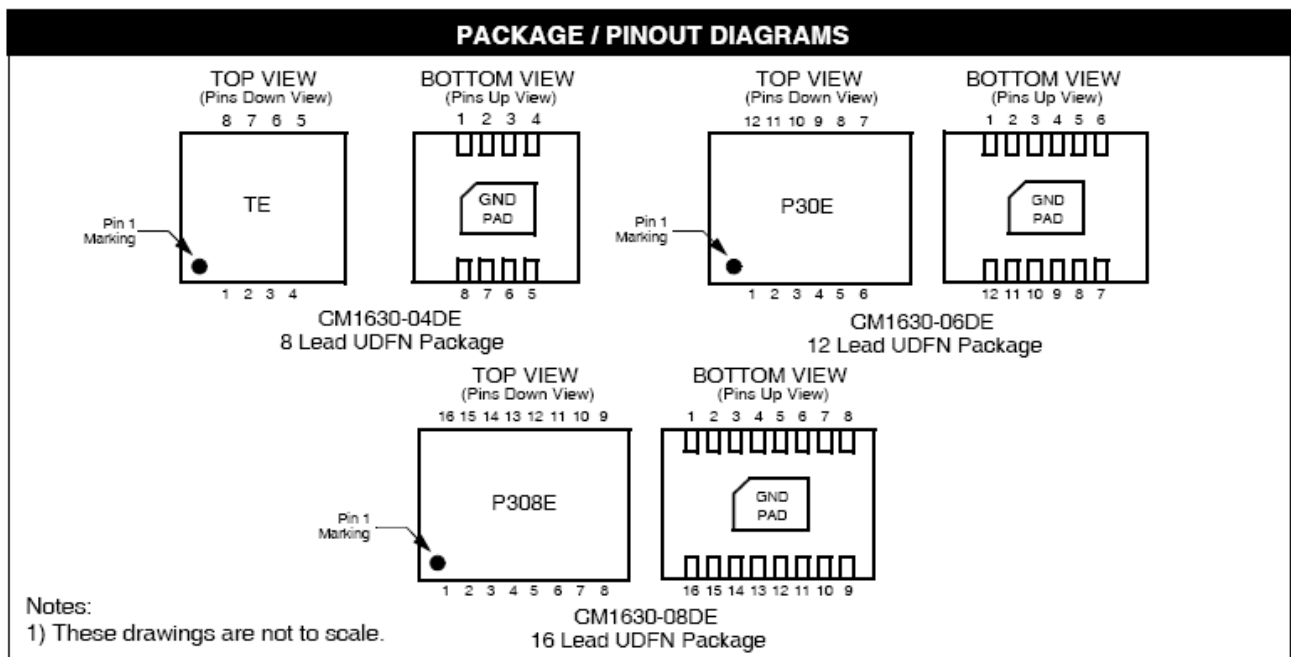 PACKAGE / PINOUT DIAGRAMS
TOP VIEW
(Pins Down View)
8 7 6 5
TE
Pin 1
Marking
1 2 3 4
BOTTOM VIEW
(Pins Up View)
1 2 3 4
GND
PAD
8 7 6 5
CM1630-04DE
8 Lead UDFN Package
TOP VIEW
(Pins Down View)
12 11 10 9 8 7
P30E
Pin 1
Marking
1 2 3 4 5 6
BOTTOM VIEW
(Pins Up View)
1 2 3 4 5 6
GND
PAD
12 11 10 9 8 7
CM1630-06DE
12 Lead UDFN Package
TOP VIEW
(Pins Down View)
16 15 14 13 12 11 10 9
P308E
Pin 1
Marking
1 2 3 4 5 6 7 8
BOTTOM VIEW
(Pins Up View)
1 2 3 4 5 6 7 8
GND
PAD
16 15 14 13 12 11 10 9
CM1630-08DE
16 Lead UDFN Package
Notes:
1) These drawings are not to scale.